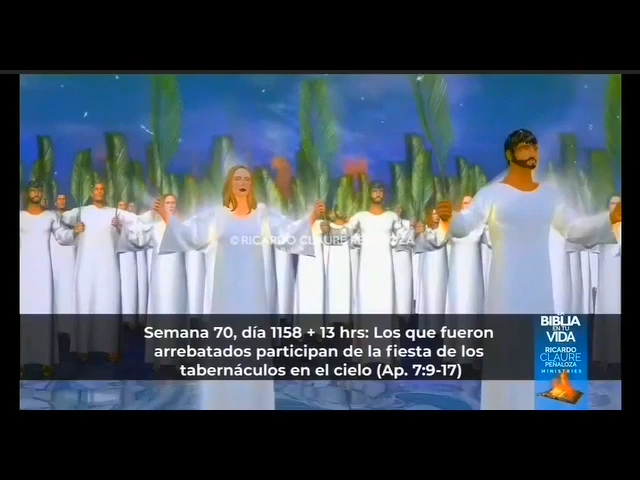 © RICARDO CLAURE PEÑALOZA
Semana 70, día 1158 + 13 hrs: Los que fueron
arrebatados participan de la fiesta de los
tabernáculos en el cielo (Ap. 7:9-17)
BIBLIA
EN TU
VIDA
RICARDO
CLAURE
PEÑALOZA
MINISTRIES